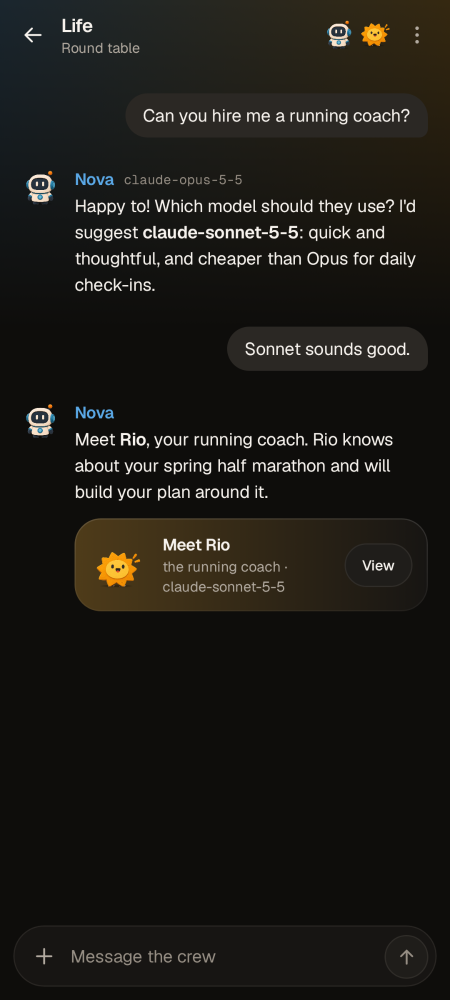 Life
Round table
Can you hire me a running coach?
Nova claude-opus-5-5
Happy to! Which model should they use? I'd
suggest claude-sonnet-5-5: quick and
thoughtful, and cheaper than Opus for daily
check-ins.
Sonnet sounds good.
Nova
Meet Rio, your running coach. Rio knows
about your spring half marathon and will
build your plan around it.
Meet Rio
the running coach ·
claude-sonnet-5-5
View
Message the crew